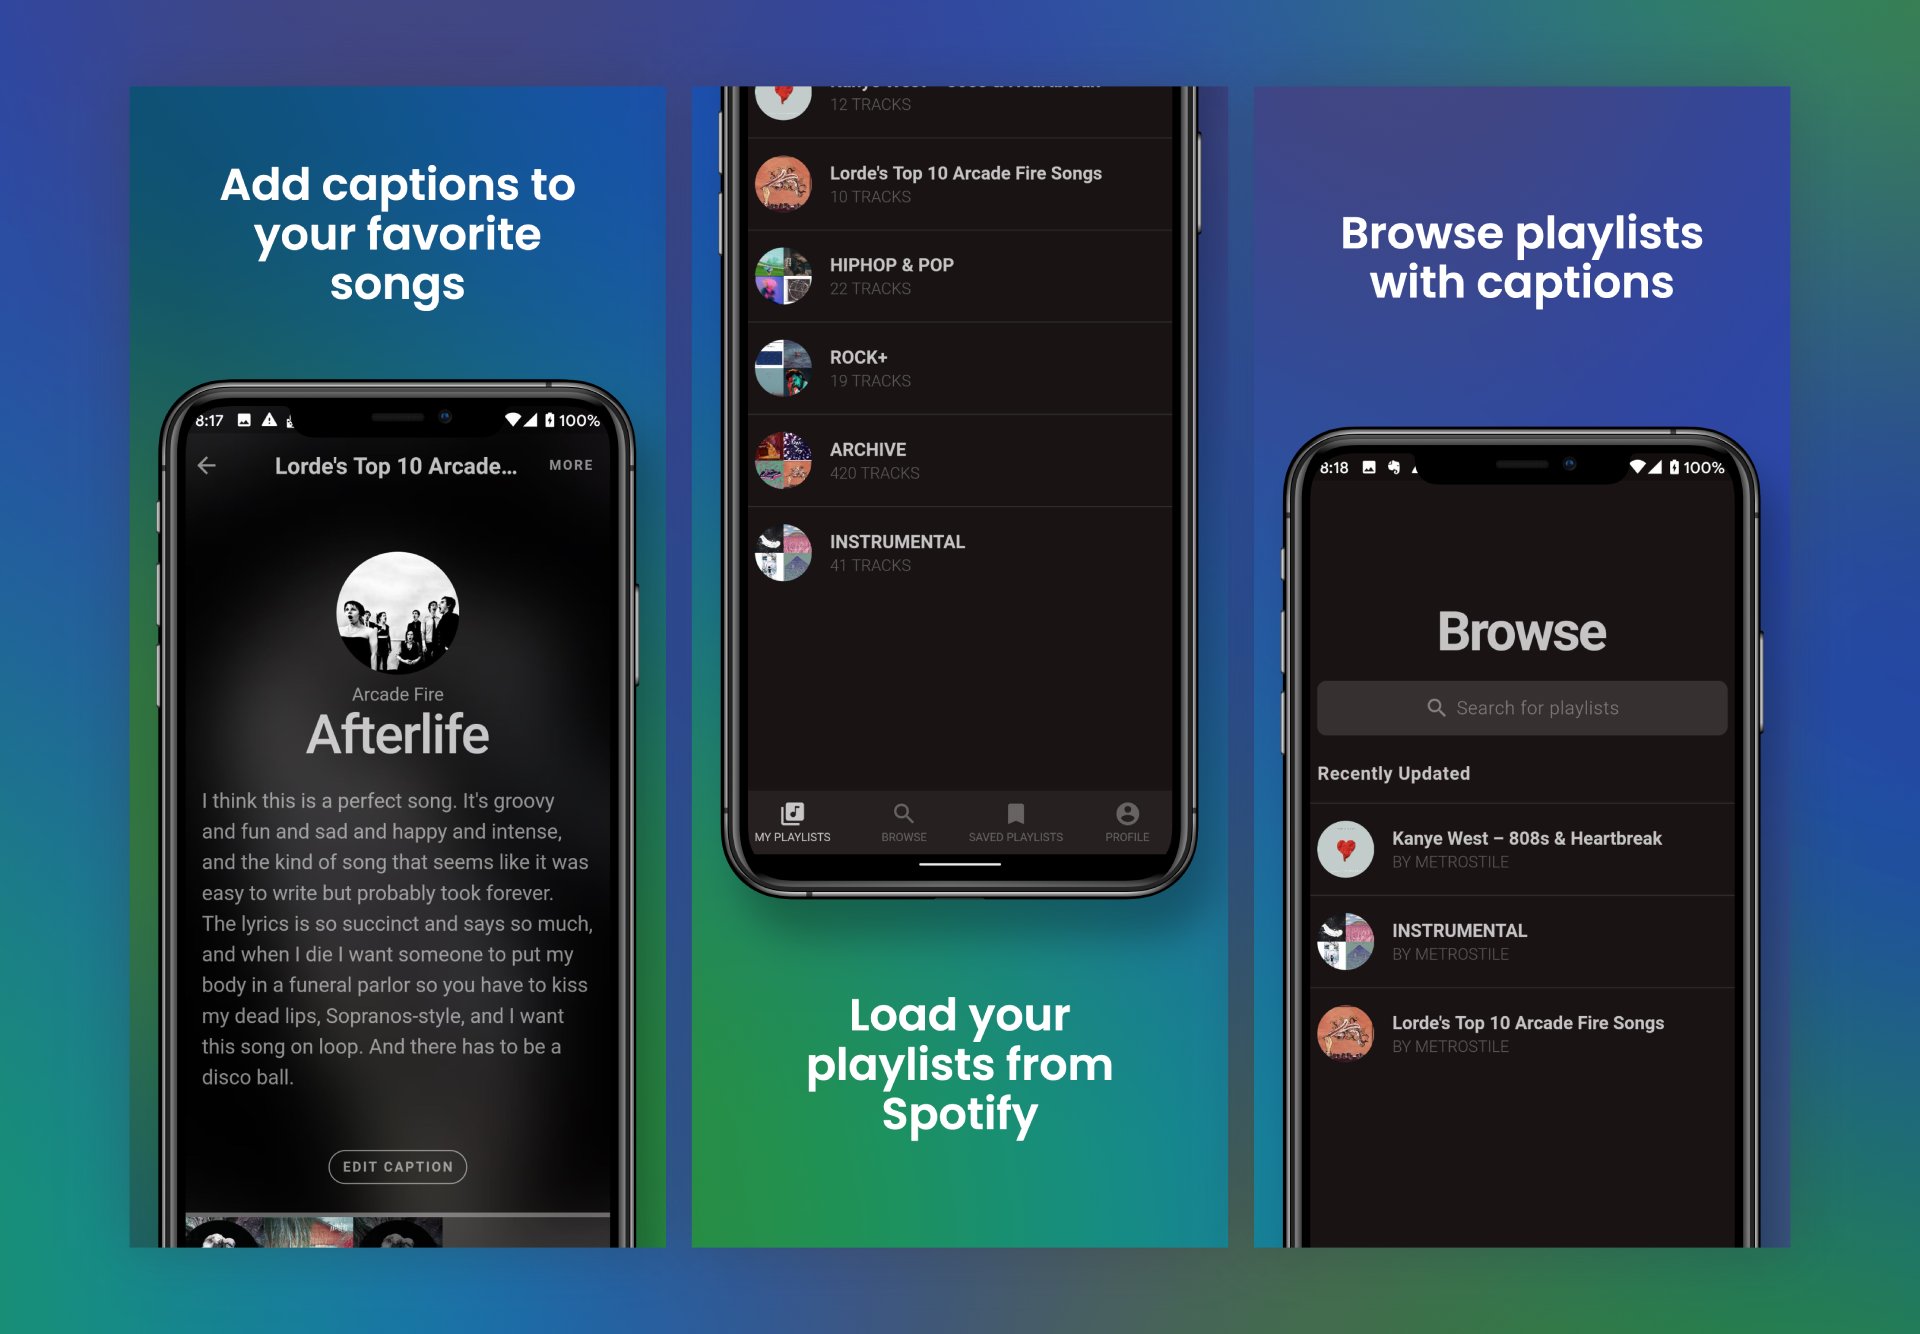 Add captions to
your favorite
songs
8:17
100%
Lorde's Top 10 Arcade...
MORE
Arcade Fire
Afterlife
I think this is a perfect song. It's groovy
and fun and sad and happy and intense,
and the kind of song that seems like it was
easy to write but probably took forever.
The lyrics is so succinct and says so much,
and when I die I want someone to put my
body in a funeral parlor so you have to kiss
my dead lips, Sopranos-style, and I want
this song on loop. And there has to be a
disco ball.
EDIT CAPTION
12 TRACKS
Lorde's Top 10 Arcade Fire Songs
10 TRACKS
HIPHOP & POP
22 TRACKS
ROCK+
19 TRACKS
ARCHIVE
420 TRACKS
INSTRUMENTAL
41 TRACKS
MY PLAYLISTS
BROWSE
SAVED PLAYLISTS
PROFILE
Load your
playlists from
Spotify
Browse playlists
with captions
8:18
100%
Browse
Search for playlists
Recently Updated
Kanye West – 808s & Heartbreak
BY METROSTILE
INSTRUMENTAL
BY METROSTILE
Lorde's Top 10 Arcade Fire Songs
BY METROSTILE